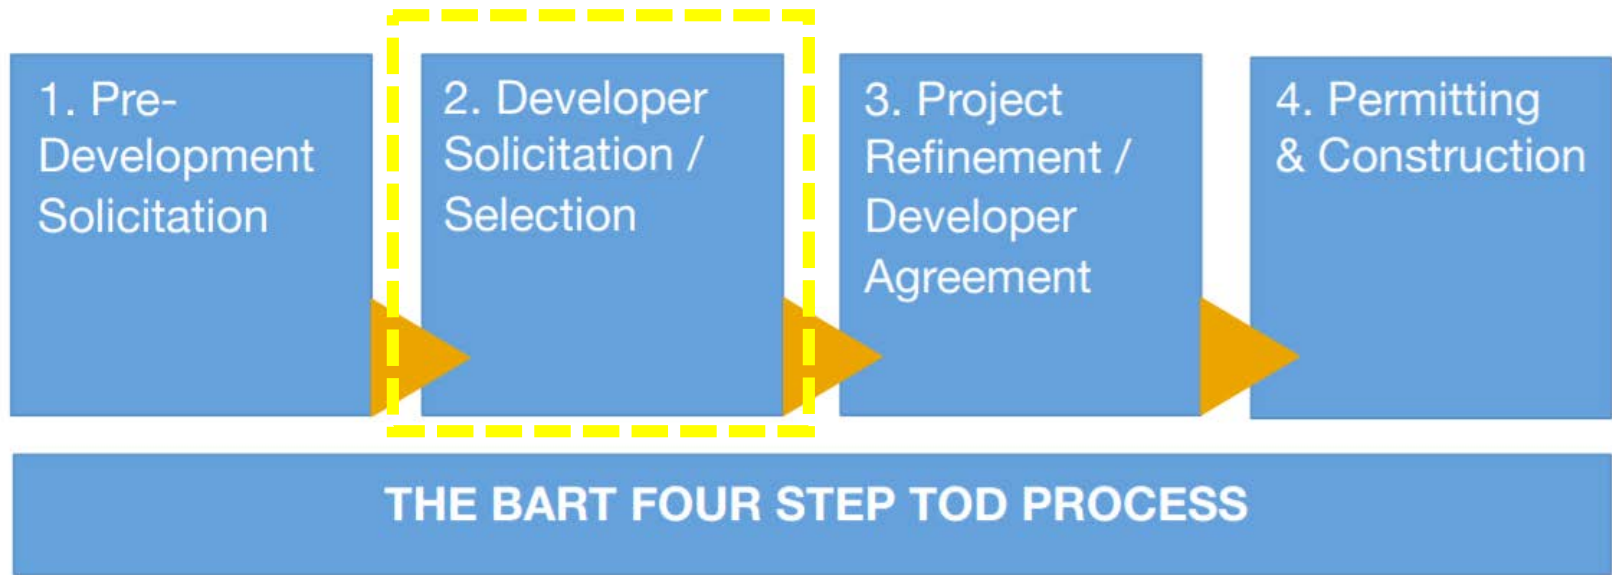 1. Pre-
Development
Solicitation
2. Developer
Solicitation /
Selection
3. Project
Refinement /
Developer
Agreement
4. Permitting
& Construction
THE BART FOUR STEP TOD PROCESS